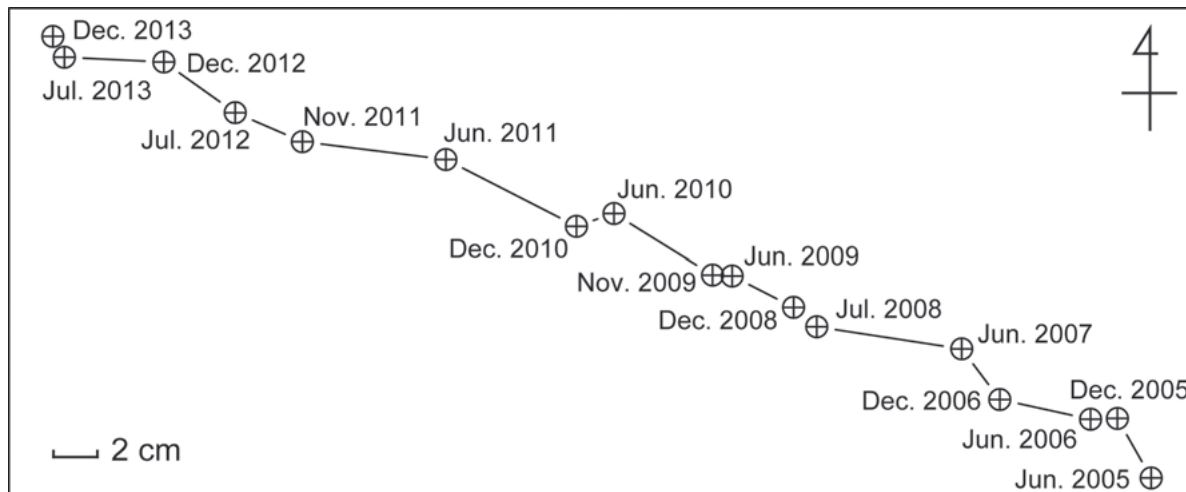 Dec. 2013
Dec. 2012
Jul. 2013
Nov. 2011
Jul. 2012
Jun. 2011
Jun. 2010
Dec. 2010
Jun. 2009
Nov. 2009
Jul. 2008
Dec. 2008
Jun. 2007
Dec. 2005
Dec. 2006
Jun. 2006
2 cm
Jun. 2005